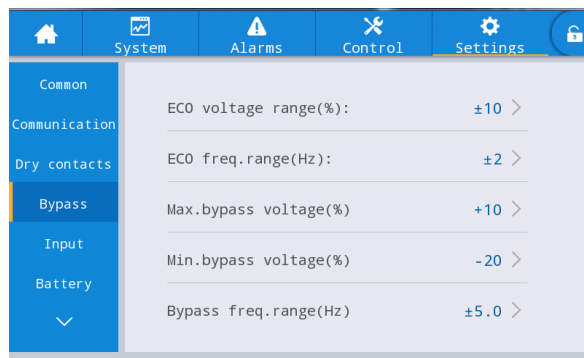 System Alarms Control Settings
Common
Communication
Dry contacts
Bypass
Input
Battery
ECO voltage range(%): ±10
ECO freq.range(Hz): ±2
Max.bypass voltage(%) +10
Min.bypass voltage(%) -20
Bypass freq.range(Hz) ±5.0